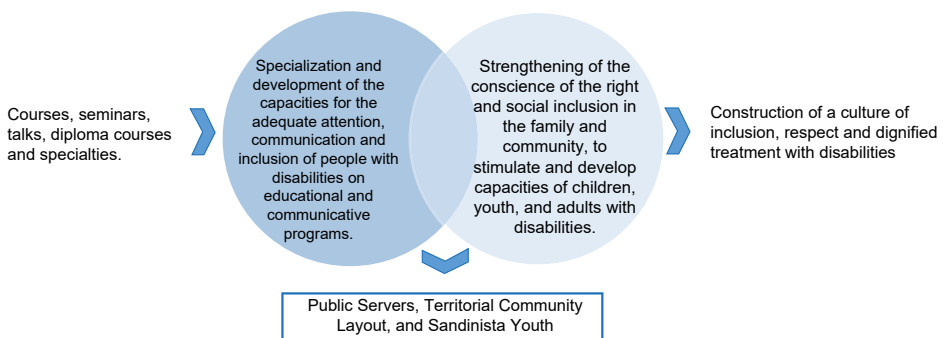 Courses, seminars,
talks, diploma courses
and specialties.
Specialization and
development of the
capacities for the
adequate attention,
communication and
inclusion of people with
disabilities on
educational and
communicative
programs.
Strengthening of the
conscience of the right
and social inclusion in
the family and
community, to
stimulate and develop
capacities of children,
youth, and adults with
disabilities.
Construction of a culture of
inclusion, respect and dignified
treatment with disabilities
Public Servers, Territorial Community
Layout, and Sandinista Youth